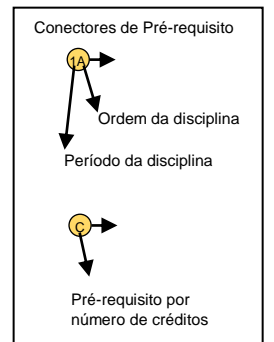 Conectores de Pré-requisito
1A
Ordem da disciplina
Período da disciplina
C
Pré-requisito por
número de créditos